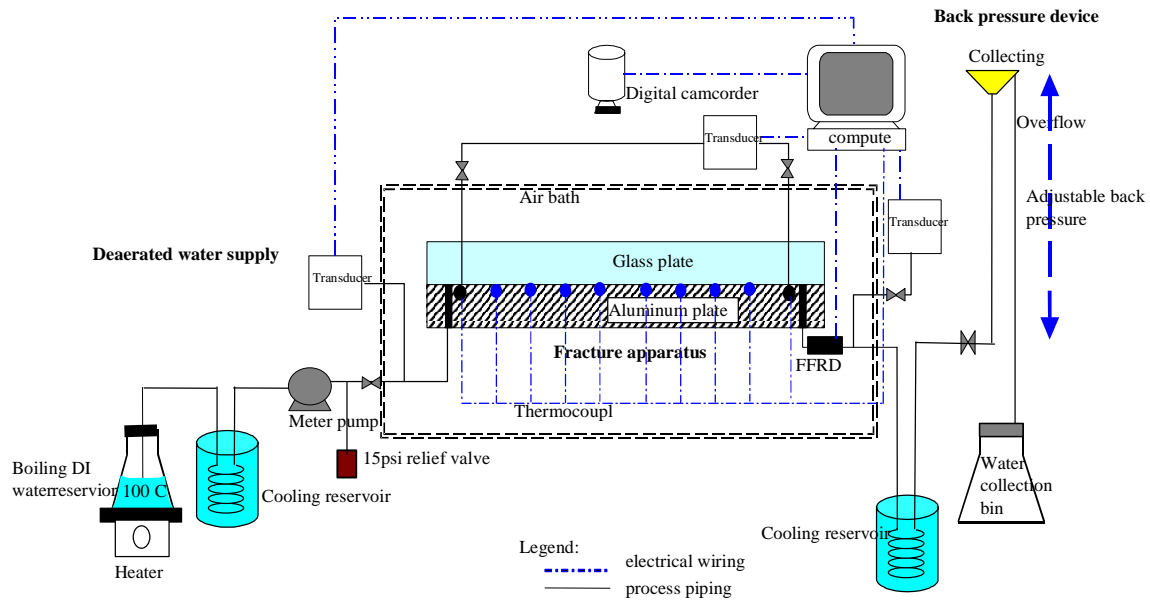 Back pressure device
Collecting
Digital camcorder
Transducer
compute
Overflow
Air bath
Adjustable back
pressure
Transducer
Deaerated water supply
Transducer
Glass plate
Aluminum plate
Fracture apparatus
FFRD
Thermocoupl
Meter pump
15psi relief valve
Boiling DI
waterreservior
100 C
Cooling reservoir
Water
collection
bin
Cooling reservoir
Heater
Legend:
electrical wiring
process piping